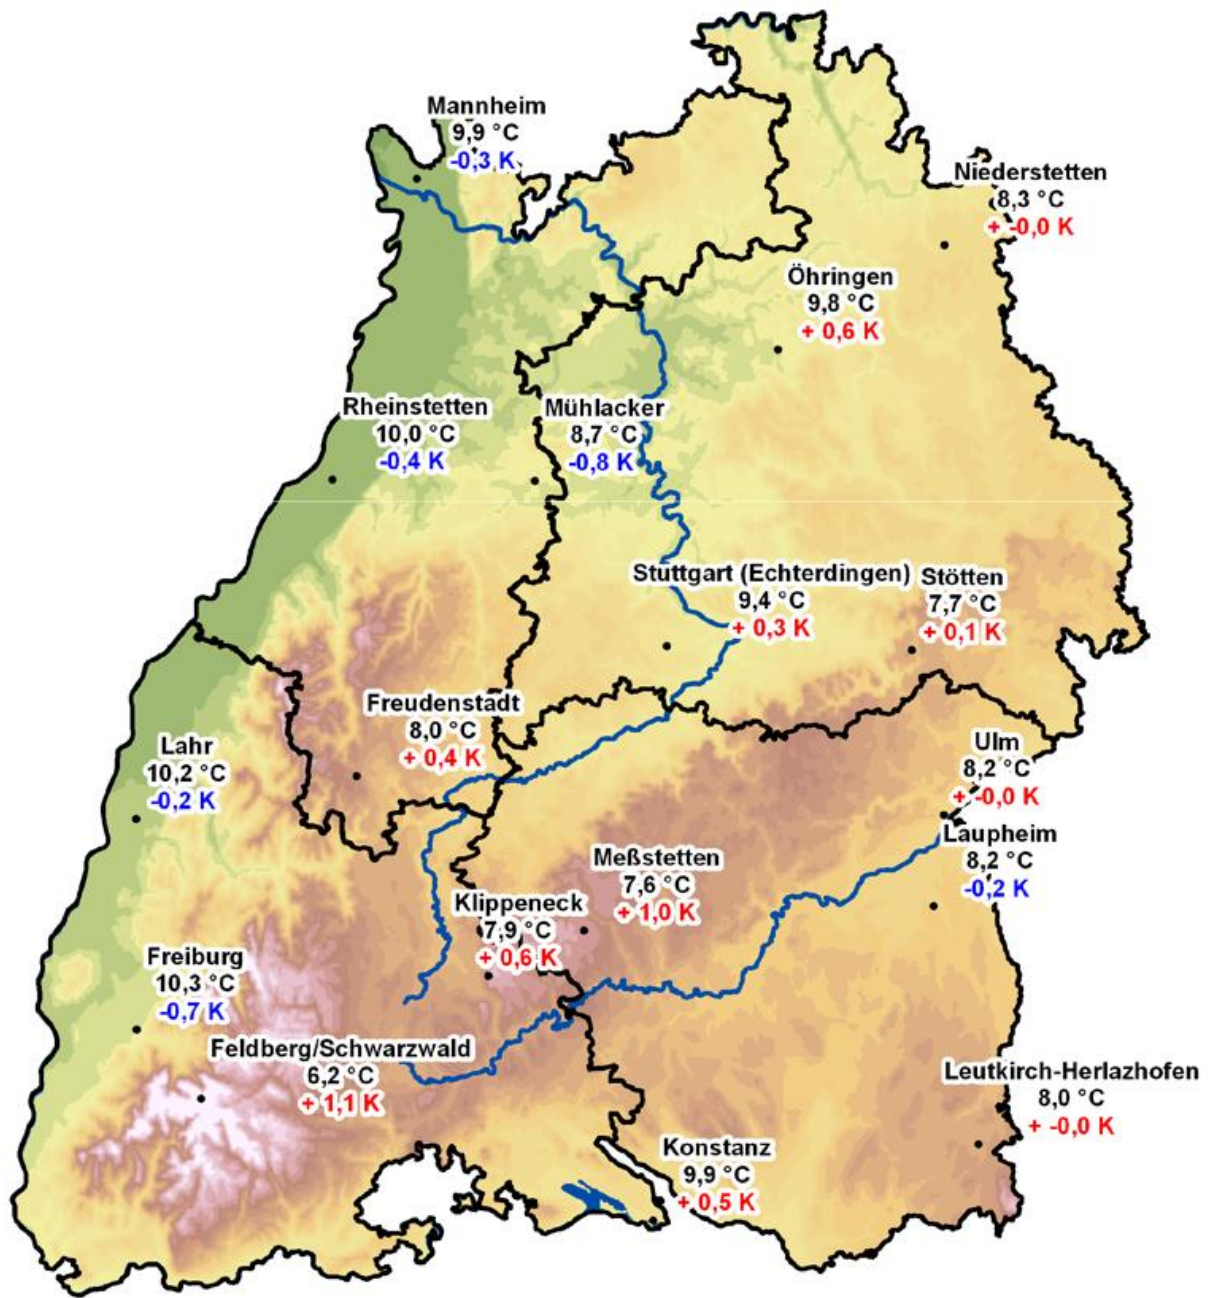 Mannheim
9,9 °C
-0,3 K
Niederstetten
8,3 °C
+ -0,0 K
Öhringen
9,8 °C
+ 0,6 K
Rheinstetten
10,0 °C
-0,4 K
Mühlacker
8,7 °C
-0,8 K
Stuttgart (Echterdingen)
9,4 °C
+ 0,3 K
Stötten
7,7 °C
+ 0,1 K
Freudenstadt
8,0 °C
+ 0,4 K
Lahr
10,2 °C
-0,2 K
Ulm
8,2 °C
+ -0,0 K
Laupheim
8,2 °C
-0,2 K
Meßstetten
7,6 °C
+ 1,0 K
Klippeneck
7,9 °C
+ 0,6 K
Freiburg
10,3 °C
-0,7 K
Feldberg/Schwarzwald
6,2 °C
+ 1,1 K
Leutkirch-Herlazhofen
8,0 °C
+ -0,0 K
Konstanz
9,9 °C
+ 0,5 K